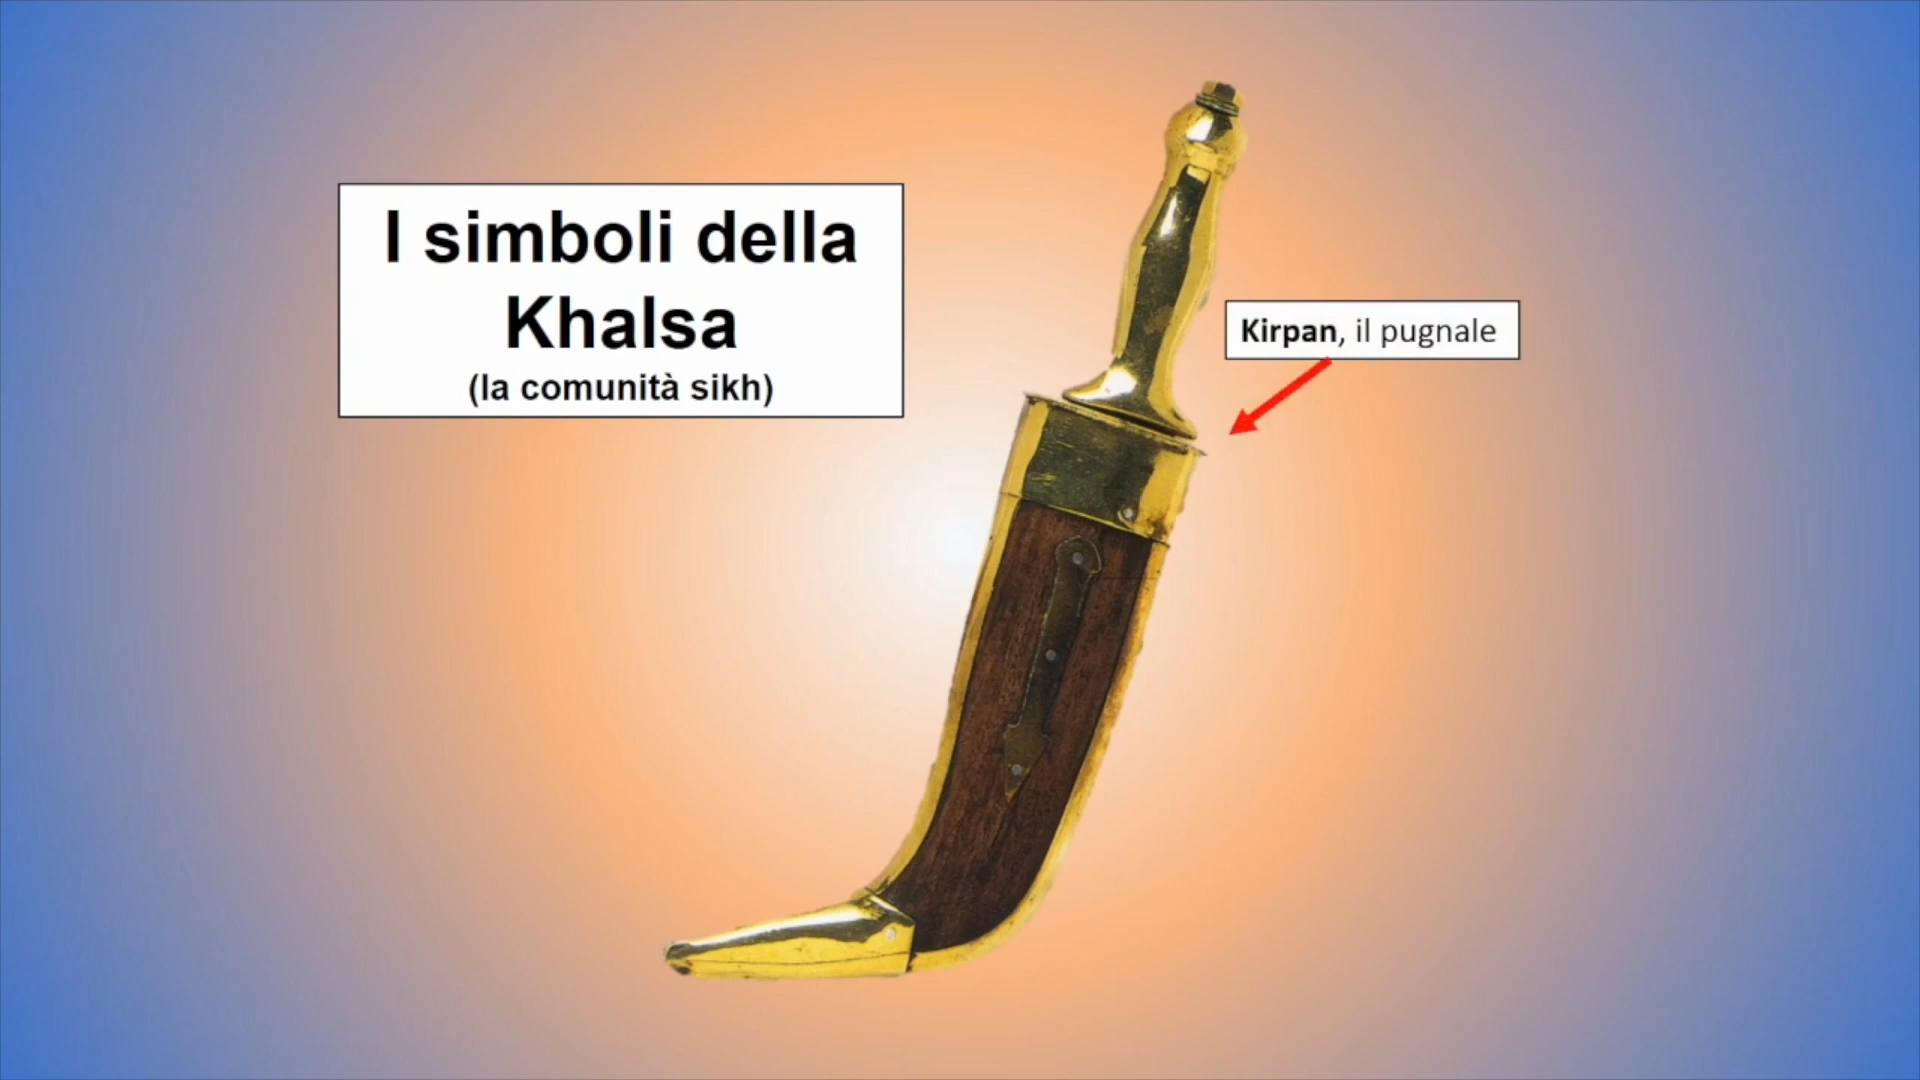 I simboli della
Khalsa
(la comunità sikh)
Kirpan, il pugnale